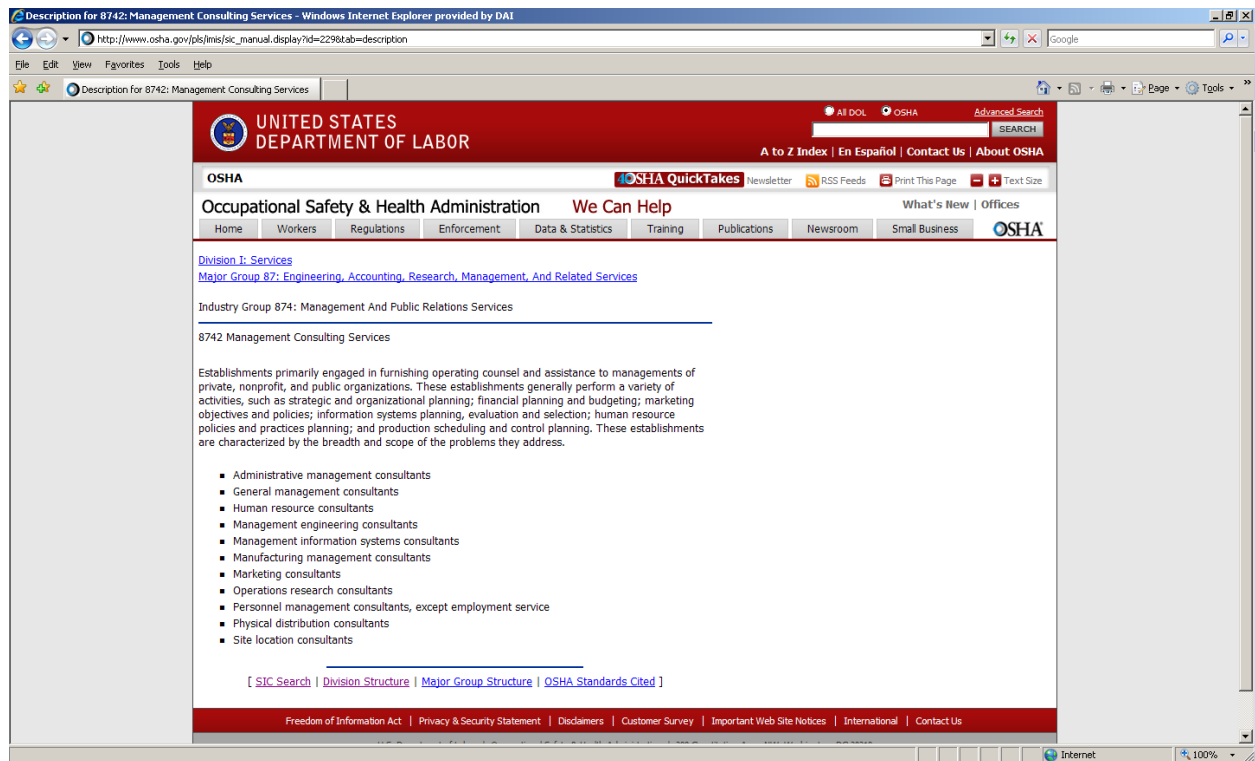 Description for 8742: Management Consulting Services - Windows Internet Explorer provided by DAI
http://www.osha.gov/pls/imis/sic_manual.display?id=229&tab=description
Google
File Edit View Favorites Tools Help
Description for 8742: Management Consulting Services
Page Tools »
UNITED STATES
DEPARTMENT OF LABOR
All DOL OSHA Advanced Search
SEARCH
A to Z Index | En Español | Contact Us | About OSHA
OSHA
40 OSHA QuickTakes Newsletter RSS Feeds Print This Page Text Size
Occupational Safety & Health Administration We Can Help
What's New | Offices
Home Workers Regulations Enforcement Data & Statistics Training Publications Newsroom Small Business OSHA
Division I: Services
Major Group 87: Engineering, Accounting, Research, Management, And Related Services
Industry Group 874: Management And Public Relations Services
8742 Management Consulting Services
Establishments primarily engaged in furnishing operating counsel and assistance to managements of
private, nonprofit, and public organizations. These establishments generally perform a variety of
activities, such as strategic and organizational planning; financial planning and budgeting; marketing
objectives and policies; information systems planning, evaluation and selection; human resource
policies and practices planning; and production scheduling and control planning. These establishments
are characterized by the breadth and scope of the problems they address.
Administrative management consultants
General management consultants
Human resource consultants
Management engineering consultants
Management information systems consultants
Manufacturing management consultants
Marketing consultants
Operations research consultants
Personnel management consultants, except employment service
Physical distribution consultants
Site location consultants
[ SIC Search | Division Structure | Major Group Structure | OSHA Standards Cited ]
Freedom of Information Act | Privacy & Security Statement | Disclaimers | Customer Survey | Important Web Site Notices | International | Contact Us
Internet 100%